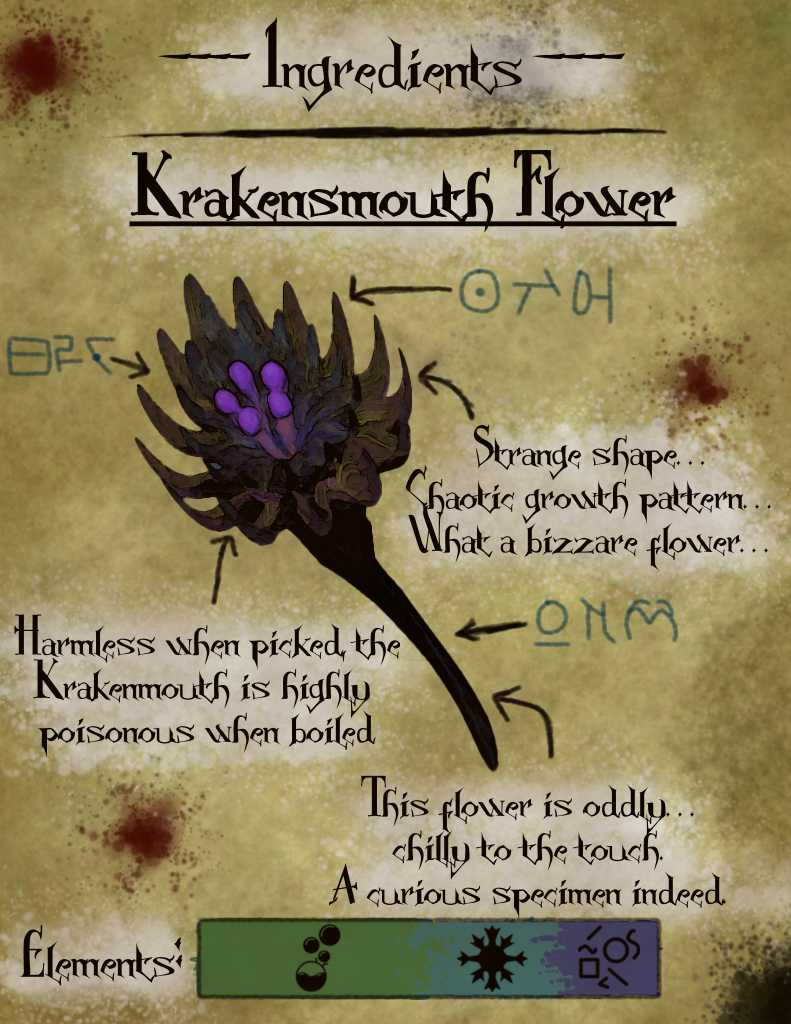 Ingredients
Krakensmouth Flower
Strange shape...
Chaotic growth pattern...
What a bizzare flower...
Harmless when picked, the
Krakenmouth is highly
poisonous when boiled.
This flower is oddly...
chilly to the touch.
A curious specimen indeed.
Elements: